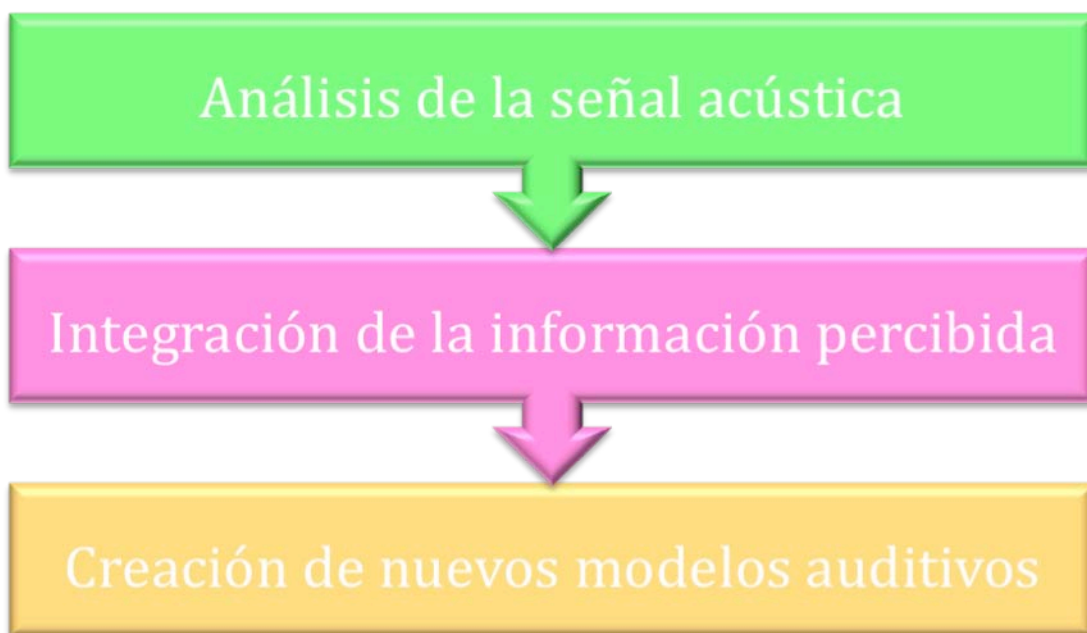 Análisis de la señal acústica
Integración de la información percibida
Creación de nuevos modelos auditivos